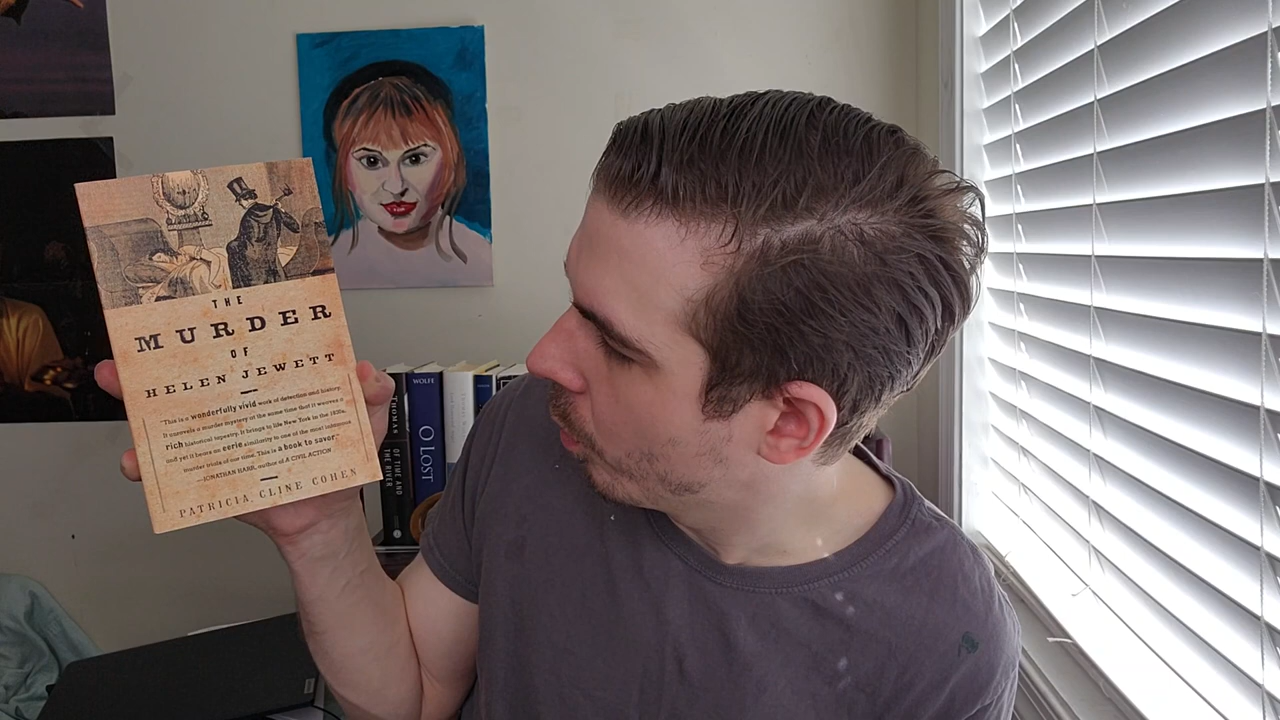 THE
MURDER
OF
HELEN JEWETT
"This is a wonderfully vivid work of detection and history.
It unravels a murder mystery at the same time that it weaves a
rich historical tapestry. It brings to life New York in the 1830s,
and yet it bears an eerie similarity to one of the most notorious
murder trials of our time. This is a book to savor."
—JONATHAN HARR, author of A CIVIL ACTION
PATRICIA CLINE COHEN
THOMAS
OF TIME AND
THE RIVER
WOLFE
O LOST